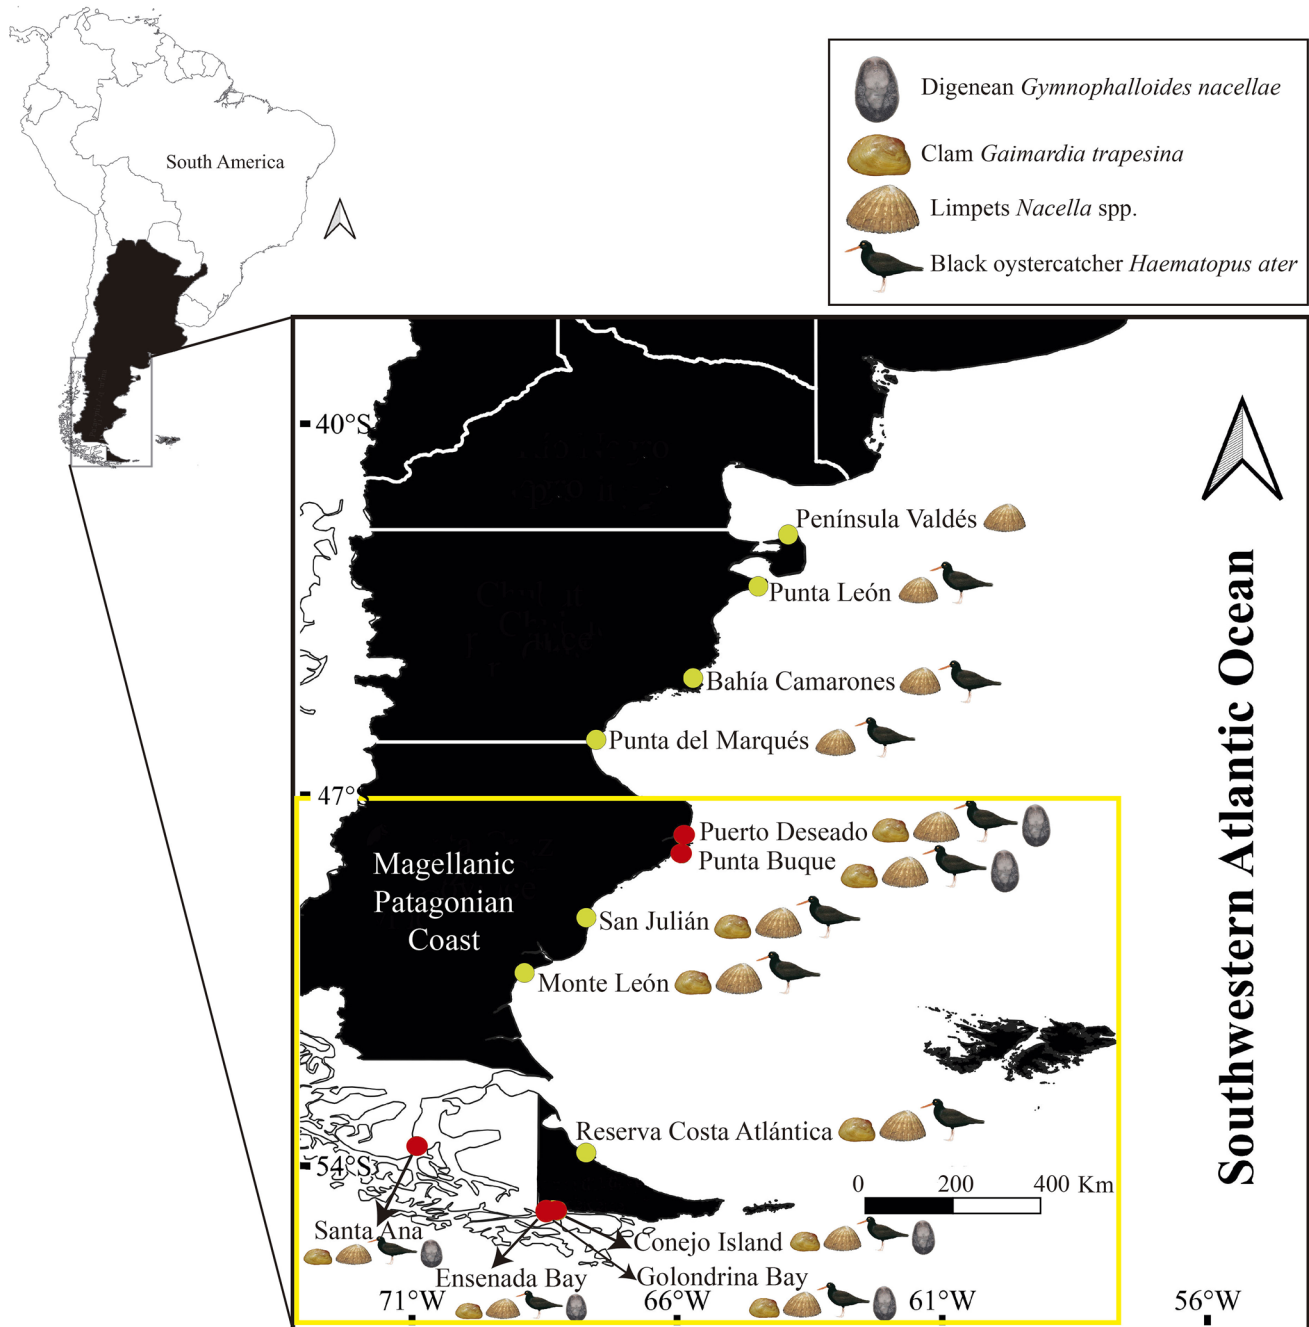 South America
Digenean Gymnophalloides nacellae
Clam Gaimardia trapesina
Limpets Nacella spp.
Black oystercatcher Haematopus ater
40°S
Península Valdés
Punta León
Bahía Camarones
Punta del Marqués
47°S
Puerto Deseado
Punta Buque
Magellanic
Patagonian
Coast
San Julián
Monte León
Southwestern Atlantic Ocean
Reserva Costa Atlántica
54°S
0 200 400 Km
Santa Ana
Conejo Island
Ensenada Bay
Golondrina Bay
71°W 66°W 61°W 56°W